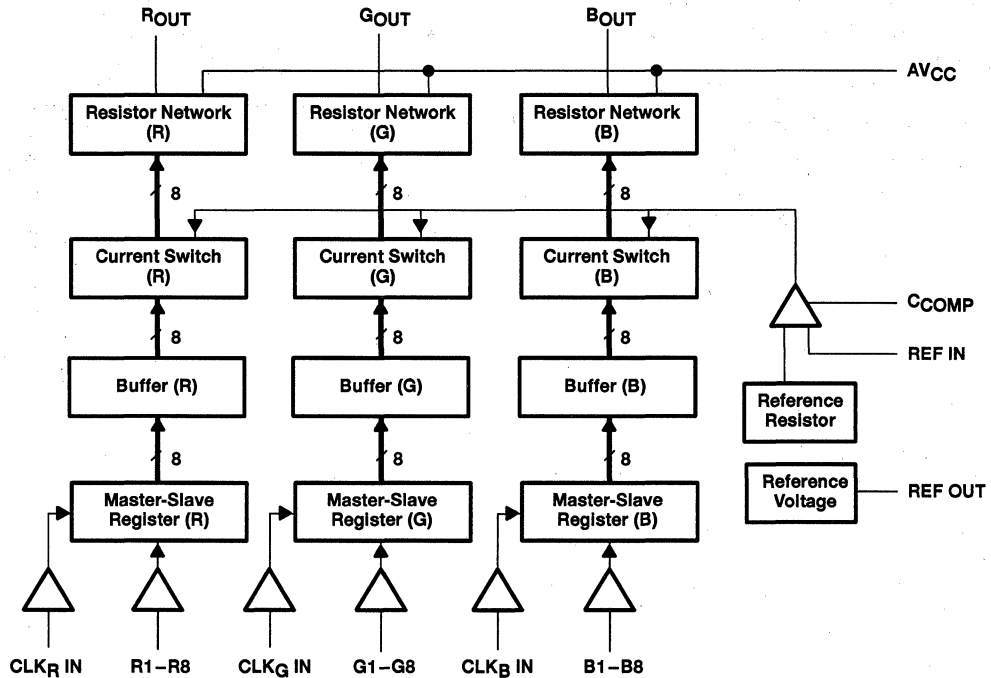 ROUT
GOUT
BOUT
AVCC
Resistor Network
(R)
Resistor Network
(G)
Resistor Network
(B)
8
8
8
Current Switch
(R)
Current Switch
(G)
Current Switch
(B)
CCOMP
8
8
8
REF IN
Buffer (R)
Buffer (G)
Buffer (B)
Reference
Resistor
8
8
8
Master-Slave
Register (R)
Master-Slave
Register (G)
Master-Slave
Register (B)
Reference
Voltage
REF OUT
CLKR IN
R1–R8
CLKG IN
G1–G8
CLKB IN
B1–B8